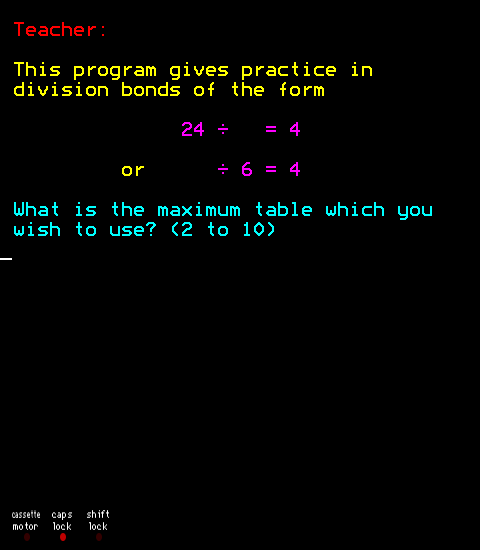 Teacher:
This program gives practice in
division bonds of the form
24 ÷   = 4
or      ÷ 6 = 4
What is the maximum table which you
wish to use? (2 to 10)
cassette motor
caps lock
shift lock